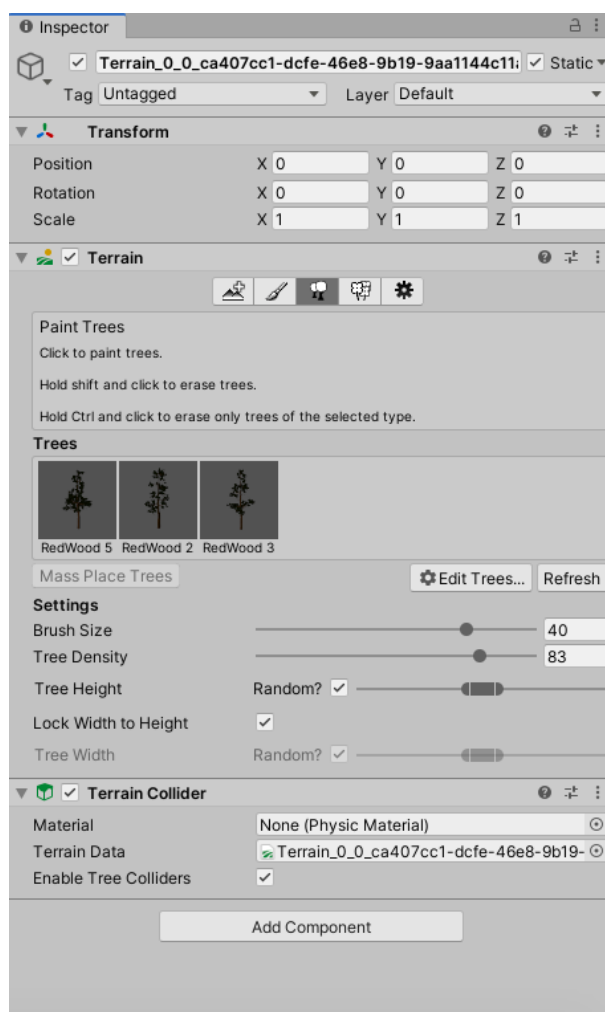 Inspector
Terrain_0_0_ca407cc1-dcfe-46e8-9b19-9aa1144c11 Static
Tag Untagged Layer Default
Transform
Position X 0 Y 0 Z 0
Rotation X 0 Y 0 Z 0
Scale X 1 Y 1 Z 1
Terrain
Paint Trees
Click to paint trees.
Hold shift and click to erase trees.
Hold Ctrl and click to erase only trees of the selected type.
Trees
RedWood 5 RedWood 2 RedWood 3
Mass Place Trees Edit Trees... Refresh
Settings
Brush Size 40
Tree Density 83
Tree Height Random?
Lock Width to Height
Tree Width Random?
Terrain Collider
Material None (Physic Material)
Terrain Data Terrain_0_0_ca407cc1-dcfe-46e8-9b19-
Enable Tree Colliders
Add Component